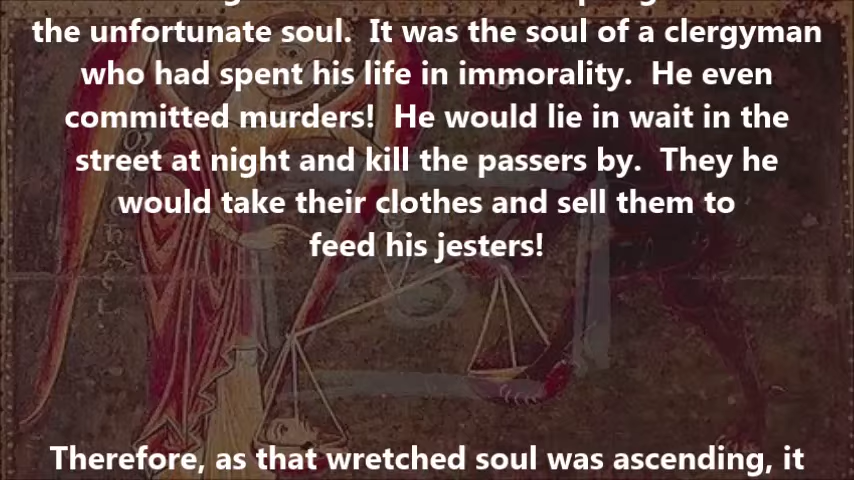 the unfortunate soul. It was the soul of a clergyman
who had spent his life in immorality. He even
committed murders! He would lie in wait in the
street at night and kill the passers by. They he
would take their clothes and sell them to
feed his jesters!
Therefore, as that wretched soul was ascending, it